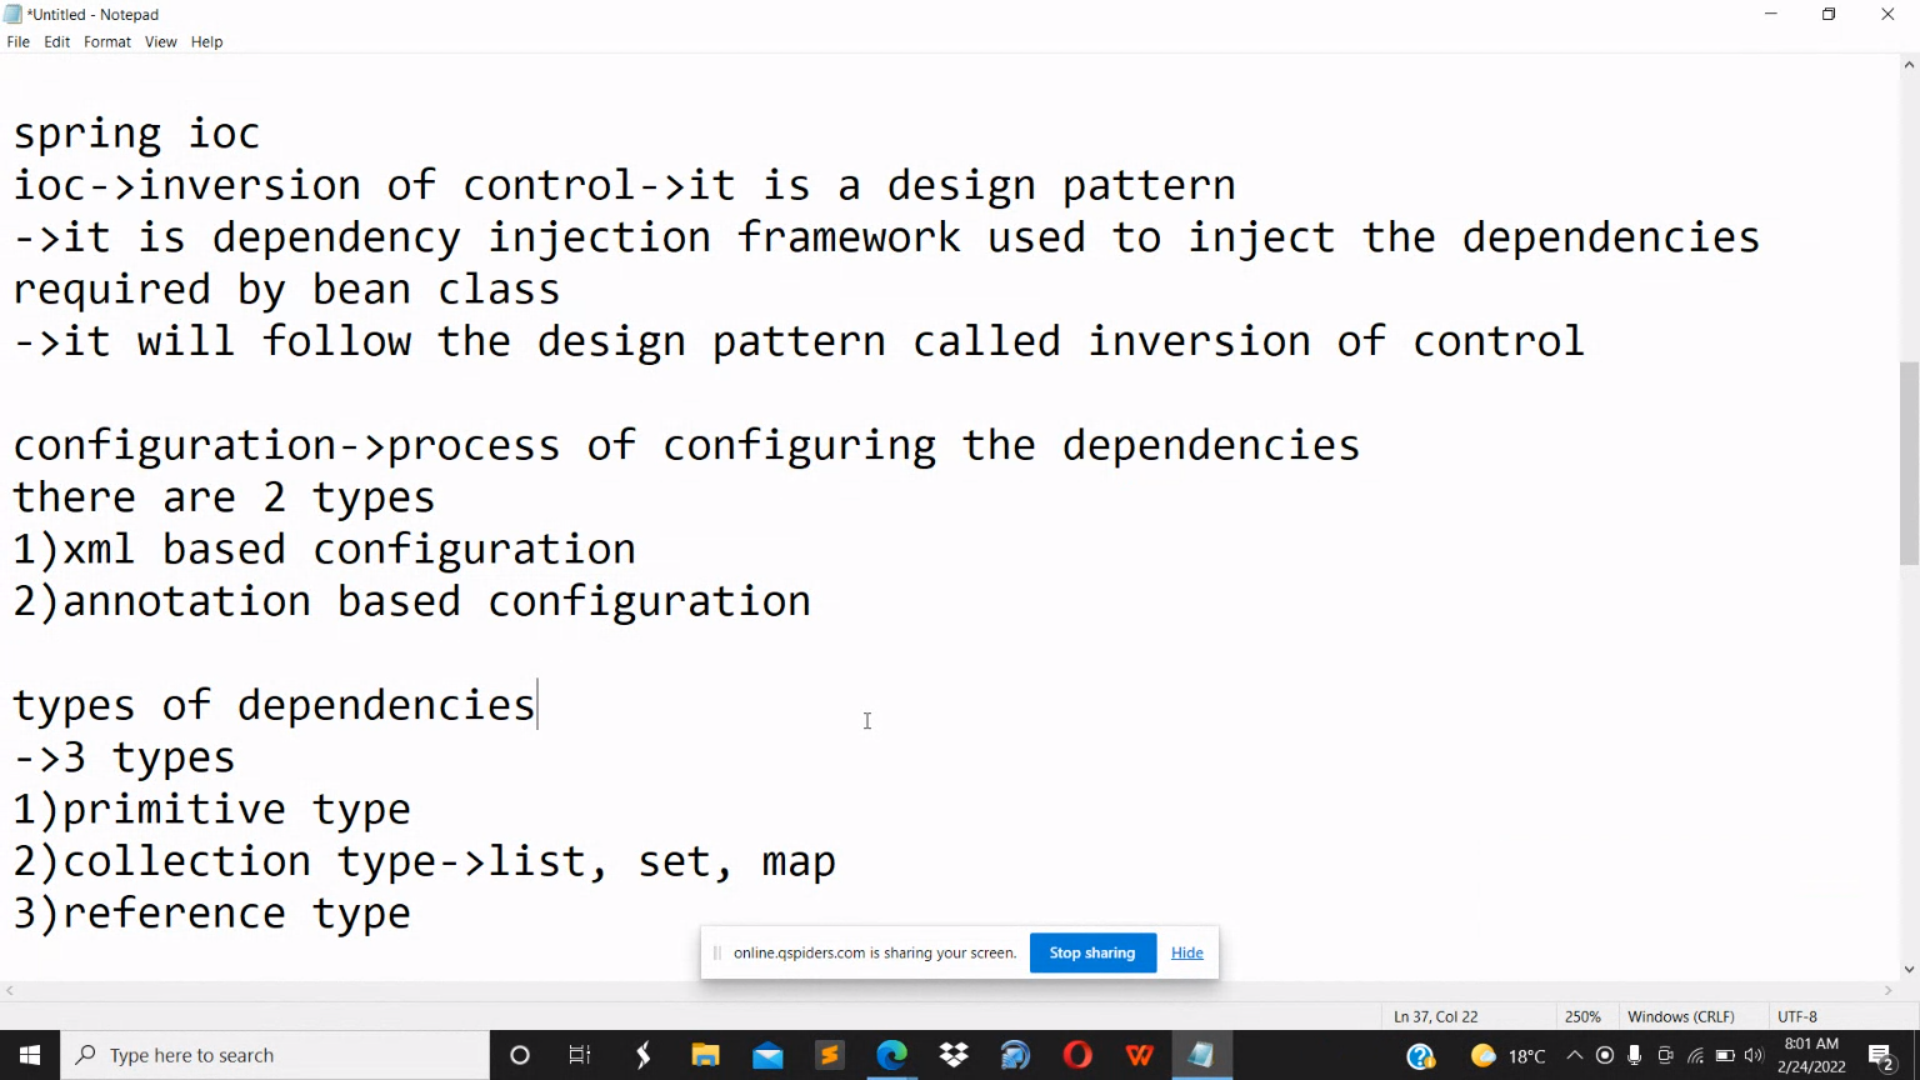 *Untitled - Notepad
File Edit Format View Help
spring ioc
ioc->inversion of control->it is a design pattern
->it is dependency injection framework used to inject the dependencies
required by bean class
->it will follow the design pattern called inversion of control
configuration->process of configuring the dependencies
there are 2 types
1)xml based configuration
2)annotation based configuration
types of dependencies
->3 types
1)primitive type
2)collection type->list, set, map
3)reference type
online.qspiders.com is sharing your screen. Stop sharing Hide
Ln 37, Col 22 250% Windows (CRLF) UTF-8
Type here to search 18°C 8:01 AM
2/24/2022 2